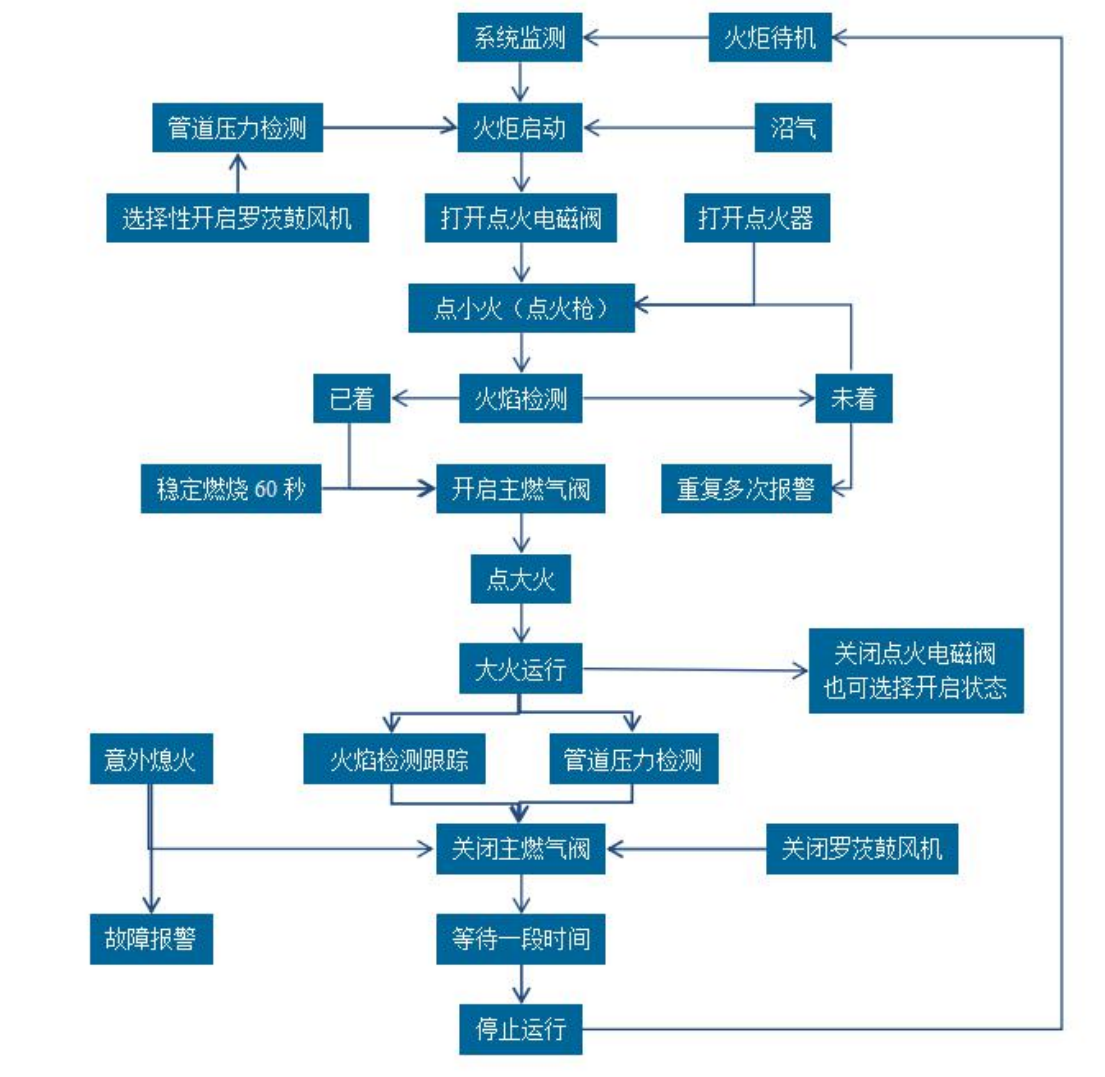 系统监测
火炬待机
管道压力检测
火炬启动
沼气
选择性开启罗茨鼓风机
打开点火电磁阀
打开点火器
点小火（点火枪）
已着
火焰检测
未着
稳定燃烧 60 秒
开启主燃气阀
重复多次报警
点大火
大火运行
关闭点火电磁阀
也可选择开启状态
意外熄火
火焰检测跟踪
管道压力检测
关闭主燃气阀
关闭罗茨鼓风机
故障报警
等待一段时间
停止运行